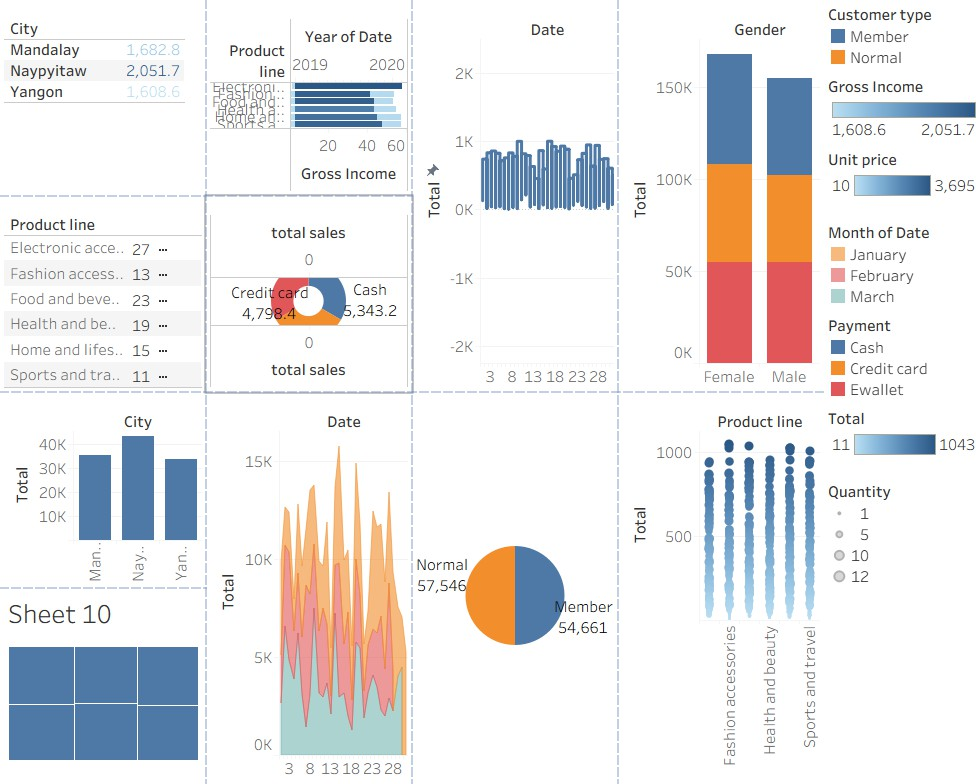 City
Mandalay 1,682.8
Naypyitaw 2,051.7
Yangon 1,608.6
Year of Date
Product line 2019 2020
Electroni..
Fashion..
Food and..
Health a..
Home an..
Sports a..
20 40 60
Gross Income
Date
2K
1K
0K
-1K
-2K
Total
3 8 13 18 23 28
Gender
150K
100K
50K
0K
Total
Female Male
Customer type
Member
Normal
Gross Income
1,608.6 2,051.7
Unit price
10 3,695
Month of Date
January
February
March
Payment
Cash
Credit card
Ewallet
Total
11 1043
Quantity
1
5
10
12
Product line
Electronic acce.. 27 ...
Fashion access.. 13 ...
Food and beve.. 23 ...
Health and be.. 19 ...
Home and lifes.. 15 ...
Sports and tra.. 11 ...
total sales
0
Credit card
4,798.4
Cash
5,343.2
0
total sales
City
40K
30K
20K
10K
Total
Man..
Nay..
Yan..
Sheet 10
Date
15K
10K
5K
0K
Total
3 8 13 18 23 28
Normal
57,546
Member
54,661
Product line
1000
500
Total
Fashion accessories
Health and beauty
Sports and travel